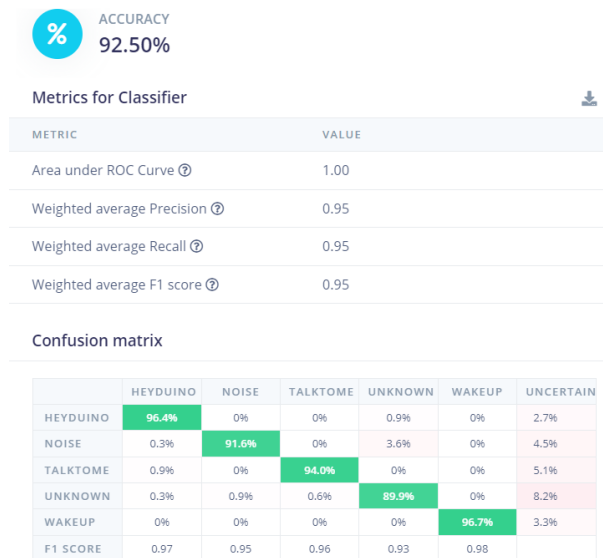 %
ACCURACY
92.50%
Metrics for Classifier
METRIC VALUE
Area under ROC Curve ? 1.00
Weighted average Precision ? 0.95
Weighted average Recall ? 0.95
Weighted average F1 score ? 0.95
Confusion matrix
HEYDUINO NOISE TALKTOME UNKNOWN WAKEUP UNCERTAIN
HEYDUINO 96.4% 0% 0% 0.9% 0% 2.7%
NOISE 0.3% 91.6% 0% 3.6% 0% 4.5%
TALKTOME 0.9% 0% 94.0% 0% 0% 5.1%
UNKNOWN 0.3% 0.9% 0.6% 89.9% 0% 8.2%
WAKEUP 0% 0% 0% 0% 96.7% 3.3%
F1 SCORE 0.97 0.95 0.96 0.93 0.98